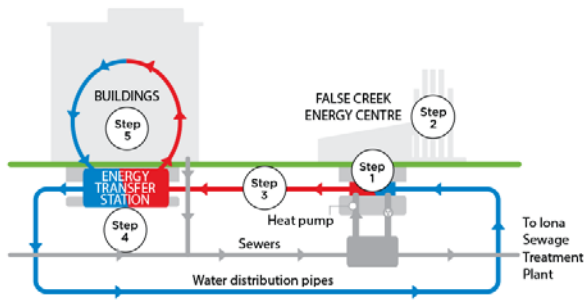 BUILDINGS
Step
5
FALSE CREEK
ENERGY CENTRE
Step
2
ENERGY
TRANSFER
STATION
Step
3
Step
1
Heat pump
Step
4
Sewers
To Iona
Sewage
Treatment
Plant
Water distribution pipes